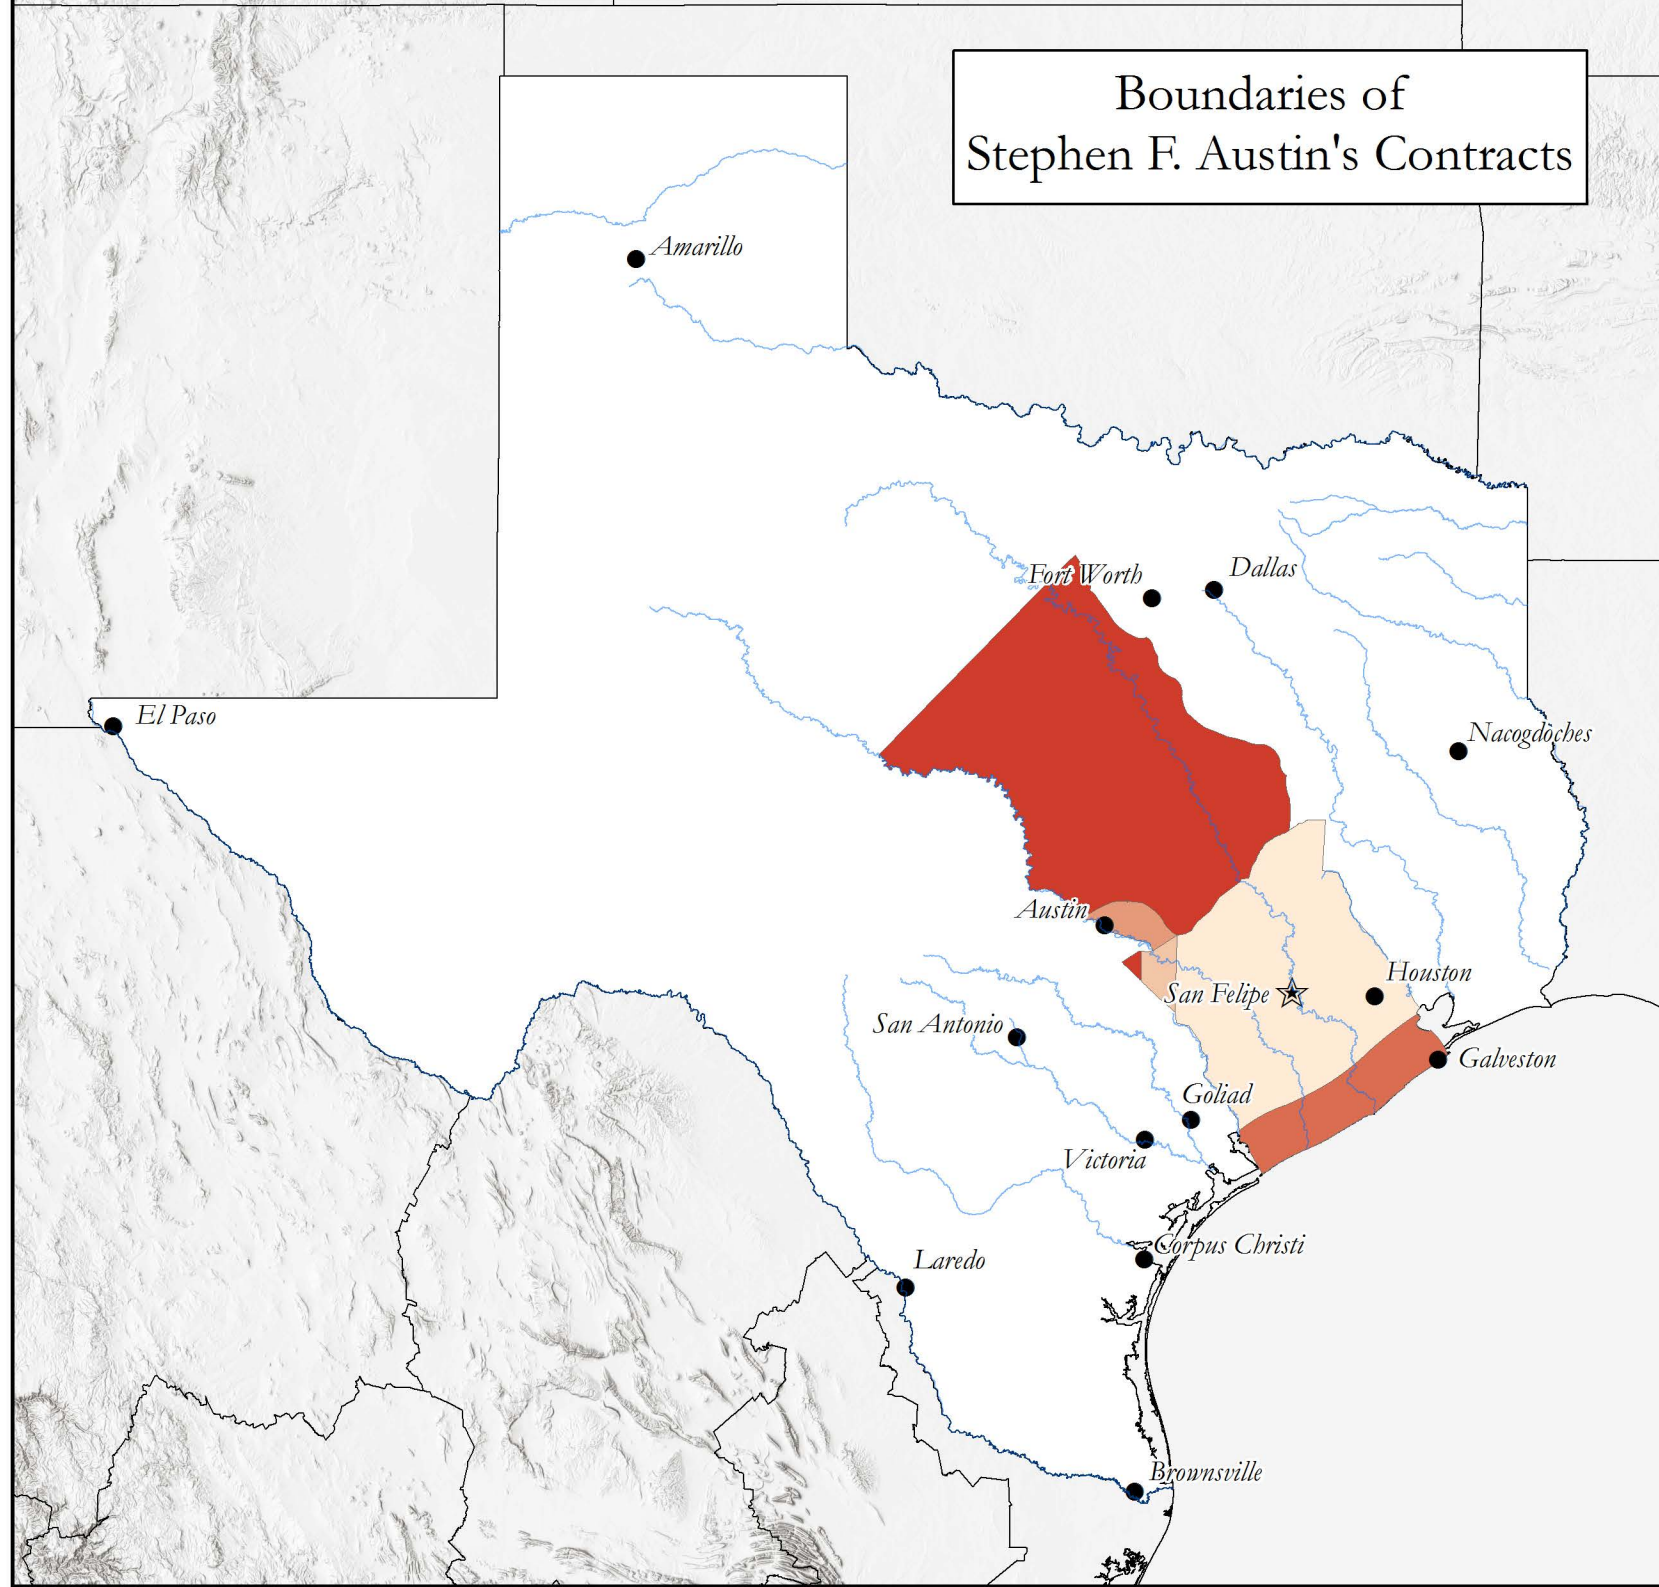 Boundaries of
Stephen F. Austin's Contracts
Amarillo
Fort Worth
Dallas
El Paso
Nacogdoches
Austin
San Felipe
Houston
San Antonio
Galveston
Goliad
Victoria
Corpus Christi
Laredo
Brownsville